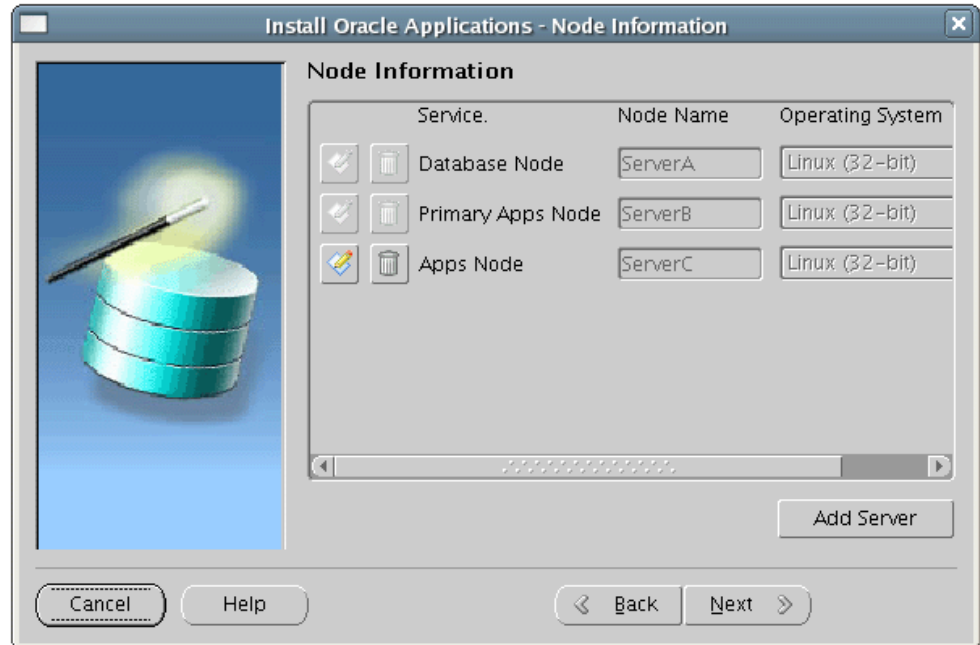 Install Oracle Applications - Node Information
Node Information
Service. Node Name Operating System
Database Node ServerA Linux (32-bit)
Primary Apps Node ServerB Linux (32-bit)
Apps Node ServerC Linux (32-bit)
Add Server
Cancel Help Back Next